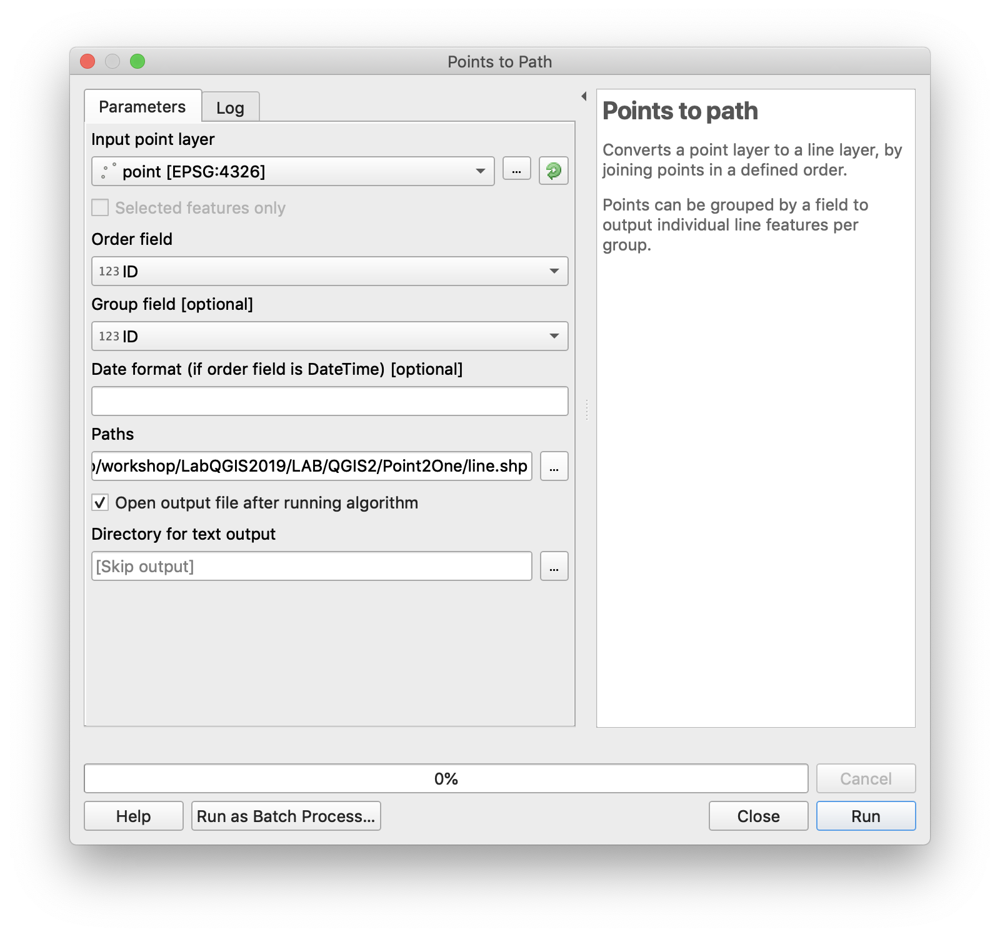 Points to Path
Parameters
Log
Input point layer
point [EPSG:4326]
...
Selected features only
Order field
123 ID
Group field [optional]
123 ID
Date format (if order field is DateTime) [optional]
Paths
/workshop/LabQGIS2019/LAB/QGIS2/Point2One/line.shp
...
Open output file after running algorithm
Directory for text output
[Skip output]
...
Points to path
Converts a point layer to a line layer, by
joining points in a defined order.
Points can be grouped by a field to
output individual line features per
group.
0%
Cancel
Help
Run as Batch Process...
Close
Run